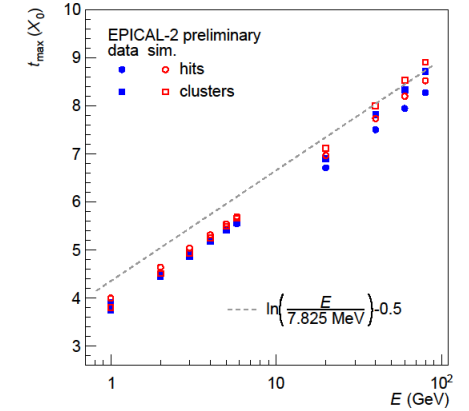 t_max (X_0)
10
9
8
7
6
5
4
3
EPICAL-2 preliminary
data sim.
hits
clusters
ln(E/7.825 MeV)-0.5
1
10
10^2
E (GeV)